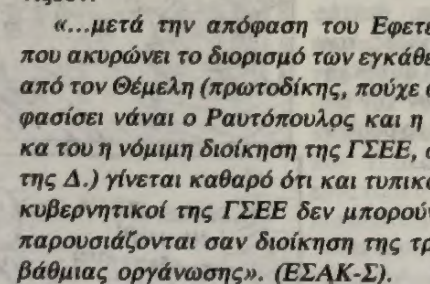 «...μετά την απόφαση του Εφετε
που ακυρώνει το διορισμό των εγκάθε
από τον Θέμελη (πρωτοδίκης, πούχε
φασίσει νάναι ο Ραυτόπουλος και η
κα του η νόμιμη διοίκηση της ΓΣΕΕ,
της Δ.) γίνεται καθαρό ότι και τυπικο
κυβερνητικοί της ΓΣΕΕ δεν μπορούν
παρουσιάζονται σαν διοίκηση της τρ
βάθμιας οργάνωσης». (ΕΣΑΚ-Σ).